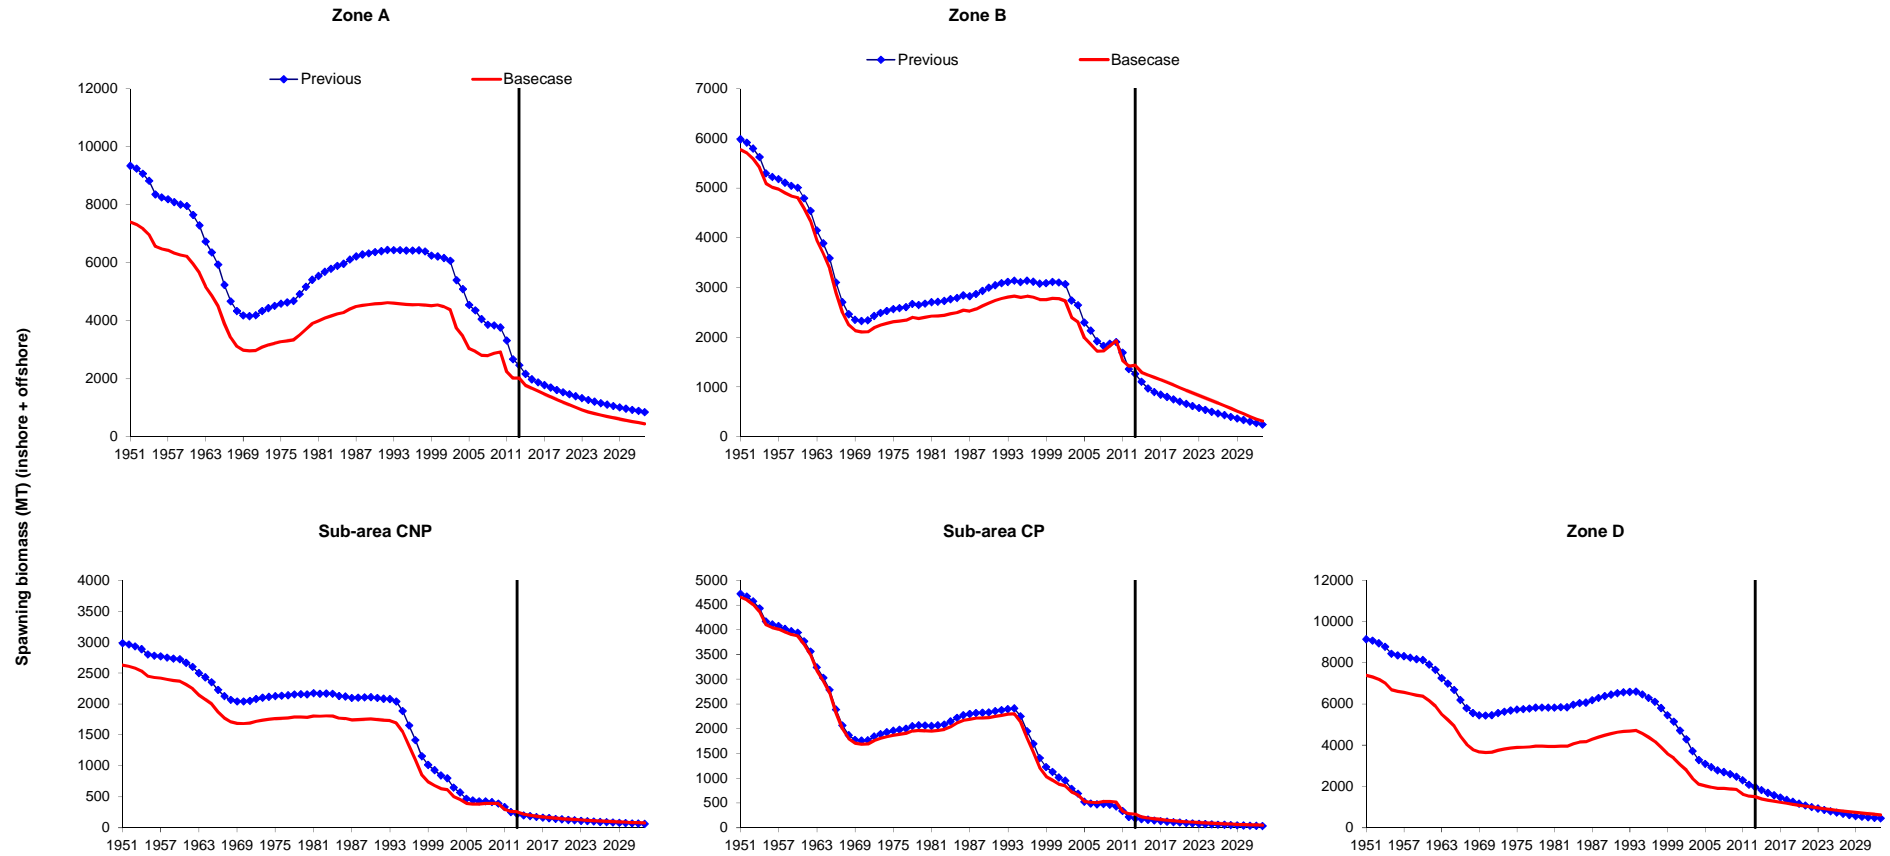 Zone A
Zone B
Previous
Basecase
Previous
Basecase
12000
10000
8000
6000
4000
2000
0
1951 1957 1963 1969 1975 1981 1987 1993 1999 2005 2011 2017 2023 2029
7000
6000
5000
4000
3000
2000
1000
0
1951 1957 1963 1969 1975 1981 1987 1993 1999 2005 2011 2017 2023 2029
Spawning biomass (MT) (inshore + offshore)
Sub-area CNP
Sub-area CP
Zone D
4000
3500
3000
2500
2000
1500
1000
500
0
1951 1957 1963 1969 1975 1981 1987 1993 1999 2005 2011 2017 2023 2029
5000
4500
4000
3500
3000
2500
2000
1500
1000
500
0
1951 1957 1963 1969 1975 1981 1987 1993 1999 2005 2011 2017 2023 2029
12000
10000
8000
6000
4000
2000
0
1951 1957 1963 1969 1975 1981 1987 1993 1999 2005 2011 2017 2023 2029